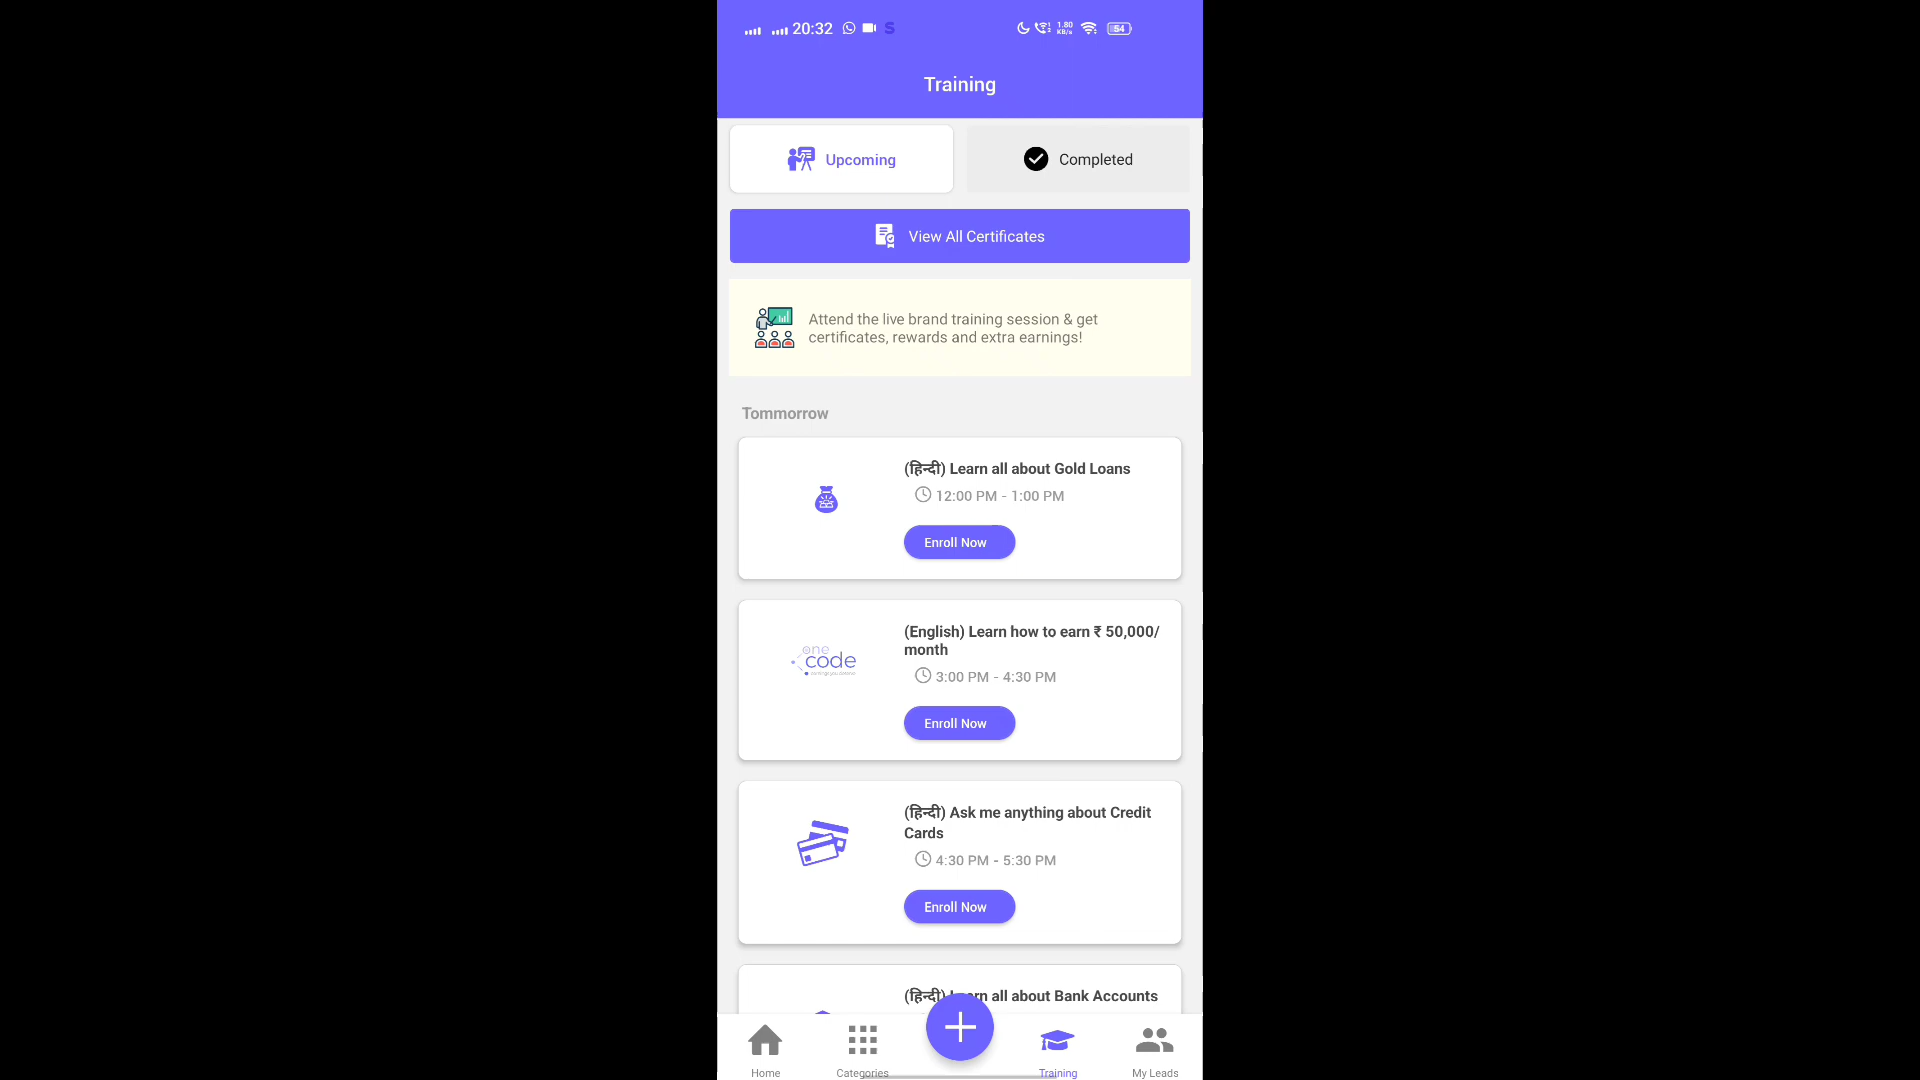 20:32
S
1.80
KB/s
54
Training
Upcoming
Completed
View All Certificates
Attend the live brand training session & get
certificates, rewards and extra earnings!
Tommorrow
(हिन्दी) Learn all about Gold Loans
12:00 PM - 1:00 PM
Enroll Now
(English) Learn how to earn ₹ 50,000/
month
one
code
3:00 PM - 4:30 PM
Enroll Now
(हिन्दी) Ask me anything about Credit
Cards
4:30 PM - 5:30 PM
Enroll Now
(हिन्दी) Learn all about Bank Accounts
Home
Categories
Training
My Leads